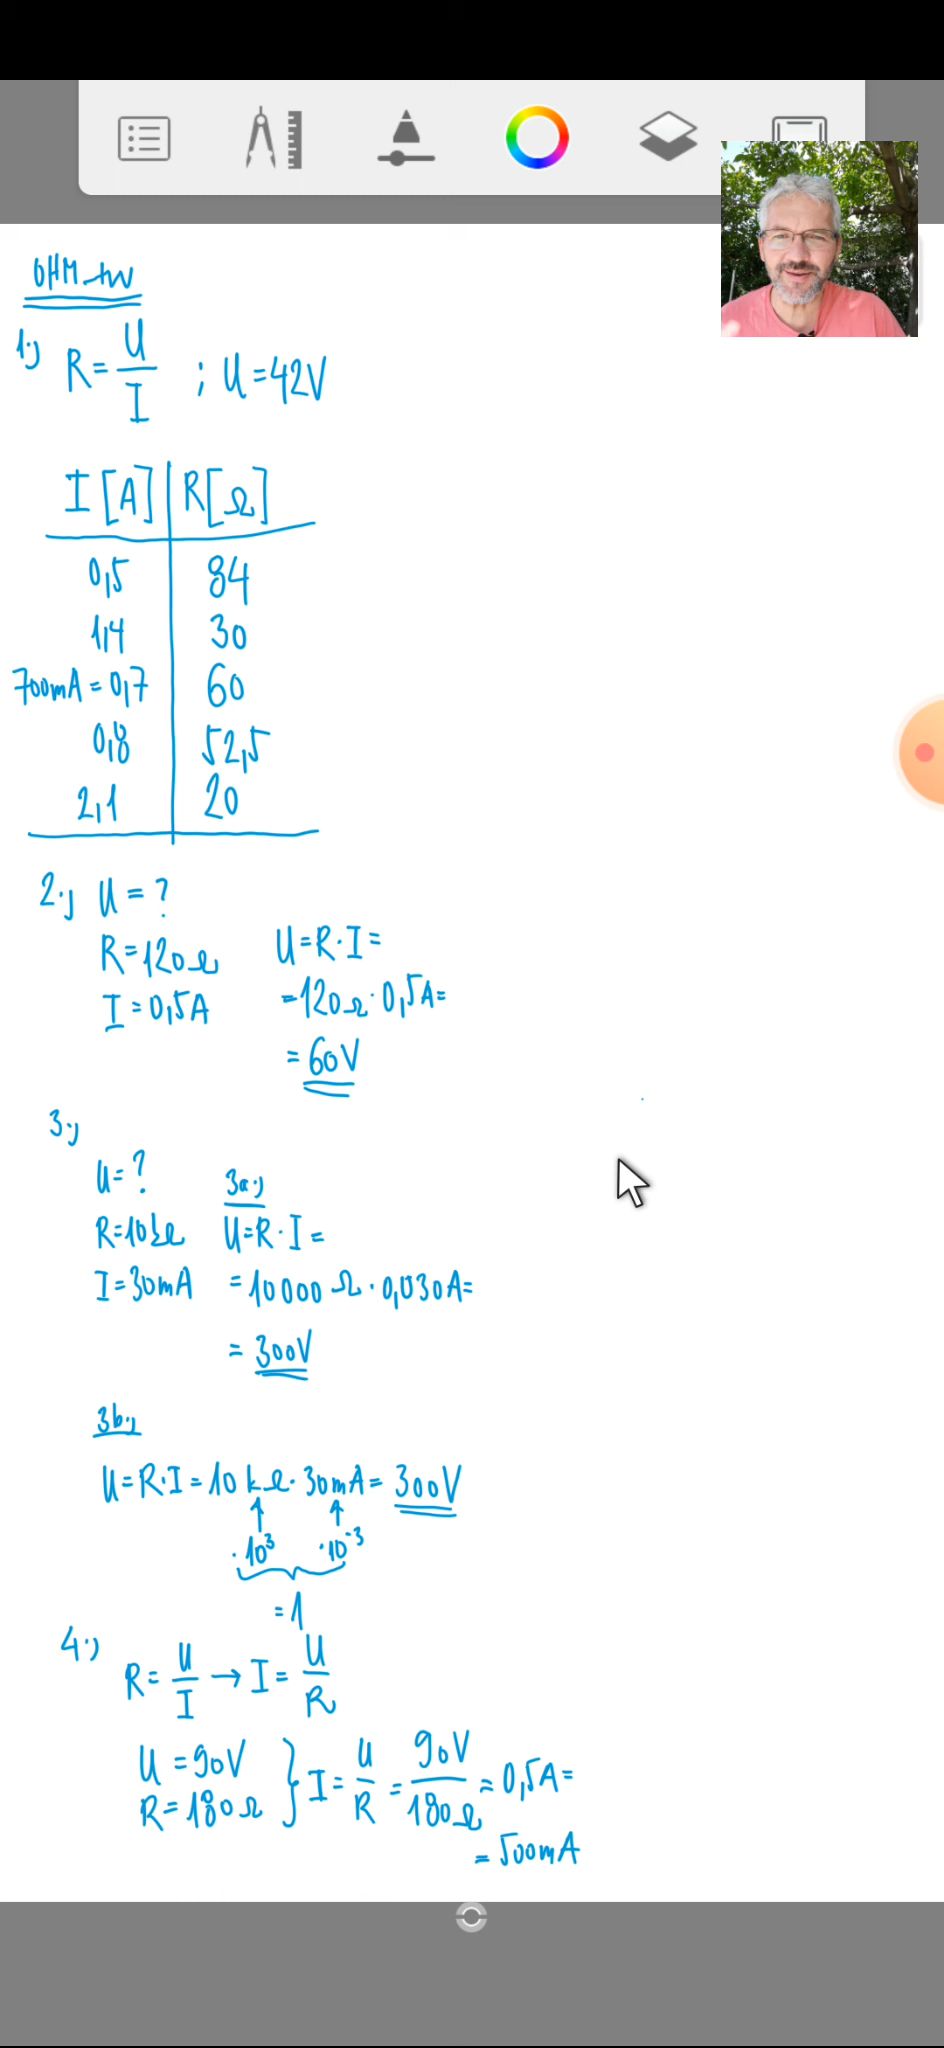 OHM tv
1.) R = U/I ; U = 42V
I [A] | R [Ω]
0,5 | 84
1,4 | 30
700mA = 0,7 | 60
0,8 | 52,5
2,1 | 20
2.) U = ?
R = 120Ω
I = 0,5A
U = R · I =
= 120Ω · 0,5A =
= 60V
3.)
U = ?
R = 10kΩ
I = 30mA
3a.)
U = R · I =
= 10000 Ω · 0,030A =
= 300V
3b.)
U = R · I = 10 kΩ · 30mA = 300V
↑ ↑
·10³ ·10⁻³
= 1
4.)
R = U/I → I = U/R
U = 90V
R = 180Ω
} I = U/R = 90V/180Ω = 0,5A =
= 500mA